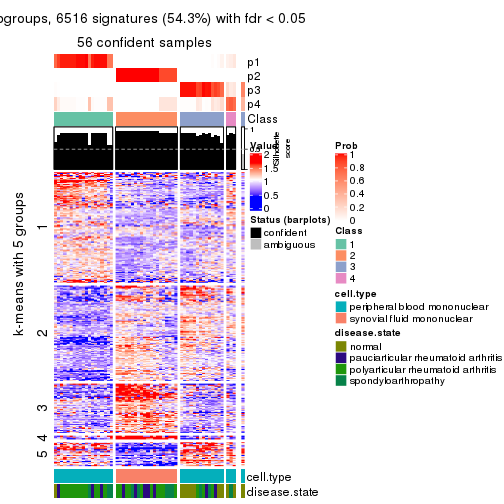 ogroups, 6516 signatures (54.3%) with fdr < 0.05
56 confident samples
p1
p2
p3
p4
Class
1
Silhouette
score
k-means with 5 groups
1
2
3
4
5
cell.type
disease.state
Value
2
1.5
1
0.5
0
Status (barplots)
confident
ambiguous
Prob
1
0.8
0.6
0.4
0.2
0
Class
1
2
3
4
cell.type
peripheral blood mononuclear
synovial fluid mononuclear
disease.state
normal
pauciarticular rheumatoid arthritis
polyarticular rheumatoid arthritis
spondyloarthropathy